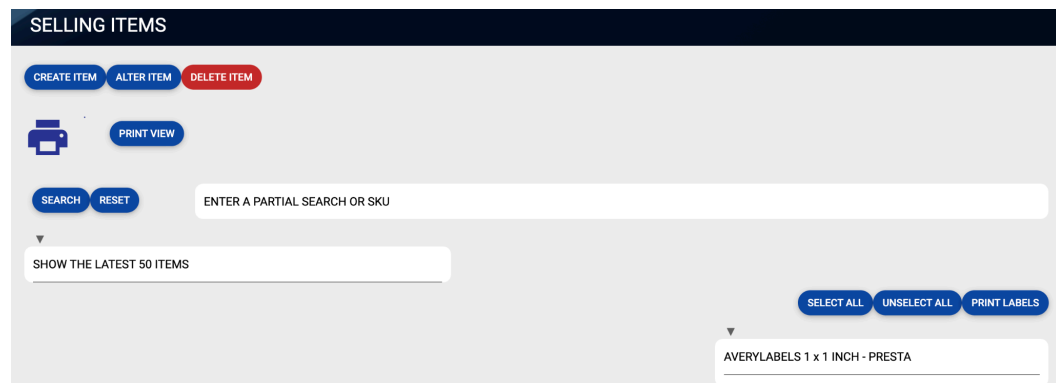 SELLING ITEMS
CREATE ITEM ALTER ITEM DELETE ITEM
PRINT VIEW
SEARCH RESET ENTER A PARTIAL SEARCH OR SKU
SHOW THE LATEST 50 ITEMS
SELECT ALL UNSELECT ALL PRINT LABELS
AVERYLABELS 1 x 1 INCH - PRESTA